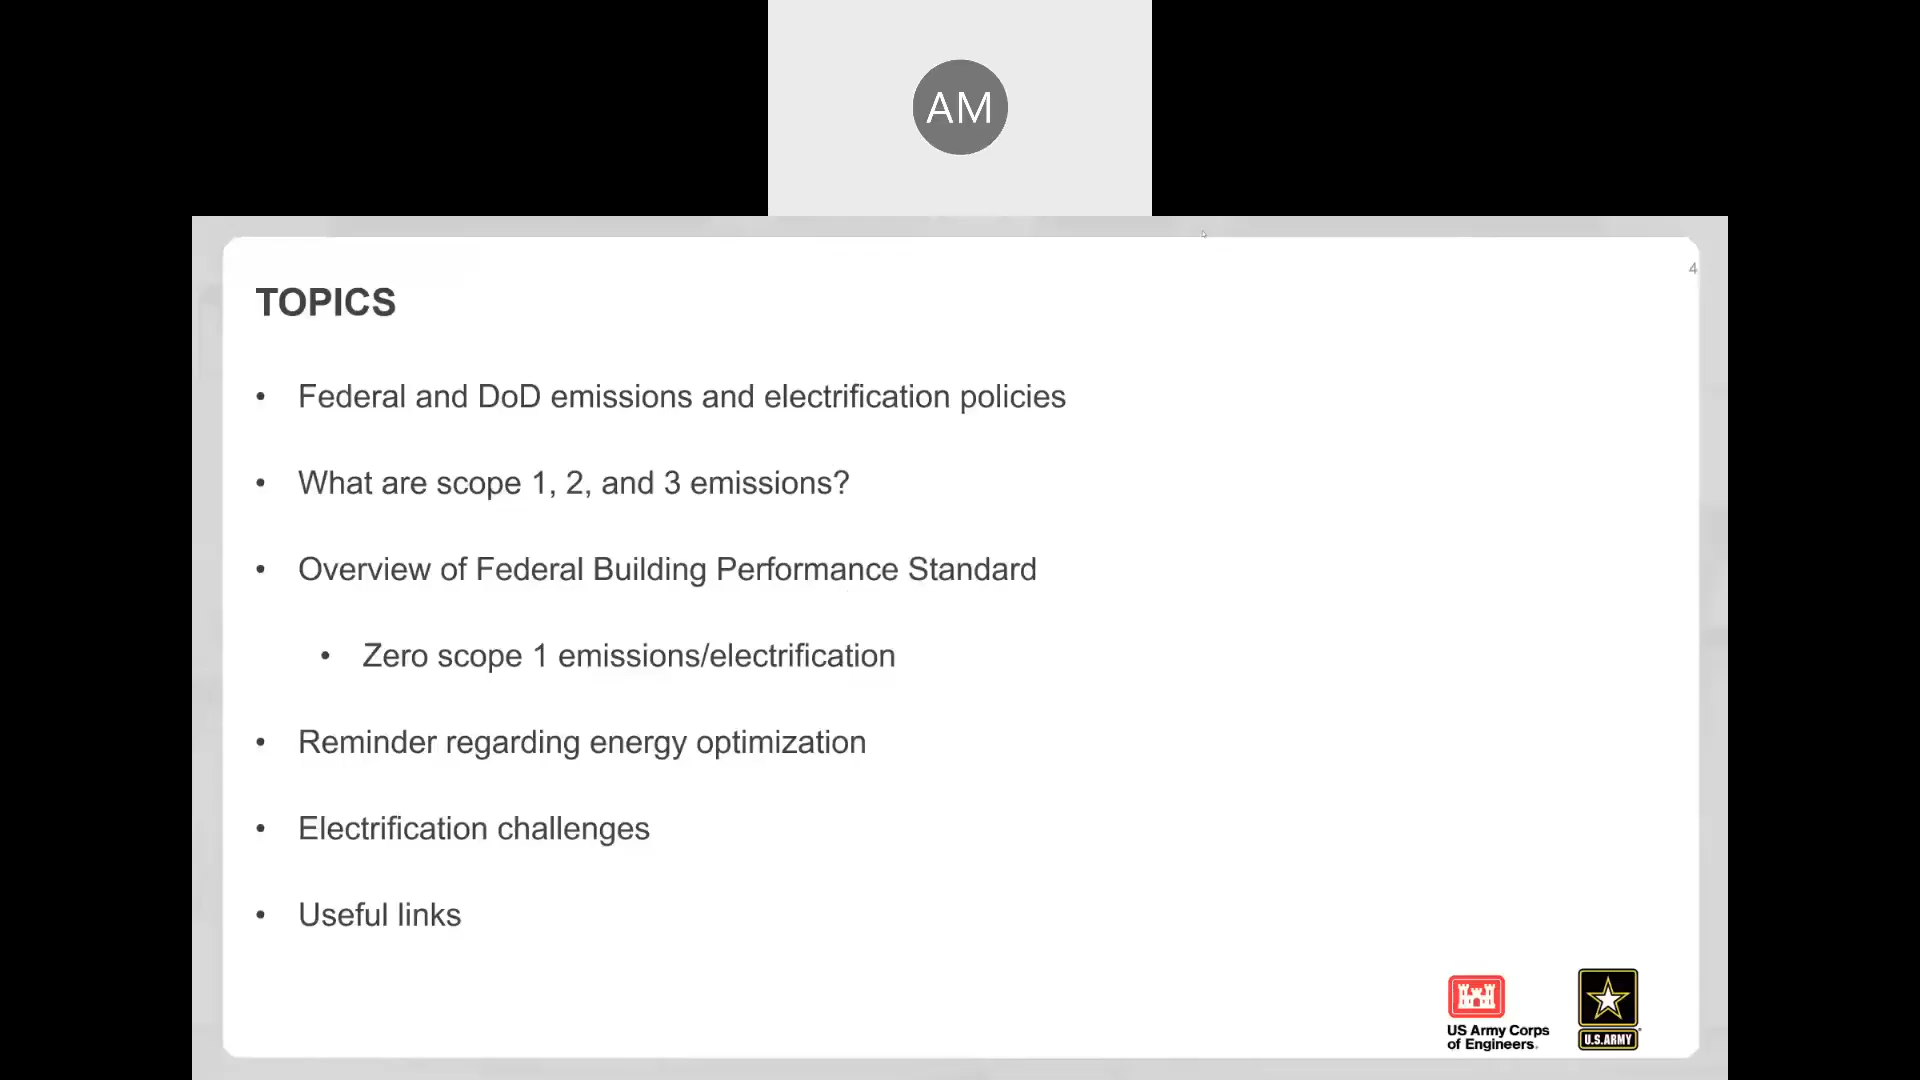 AM
4
TOPICS
• Federal and DoD emissions and electrification policies
• What are scope 1, 2, and 3 emissions?
• Overview of Federal Building Performance Standard
• Zero scope 1 emissions/electrification
• Reminder regarding energy optimization
• Electrification challenges
• Useful links
US Army Corps
of Engineers.
U.S.ARMY